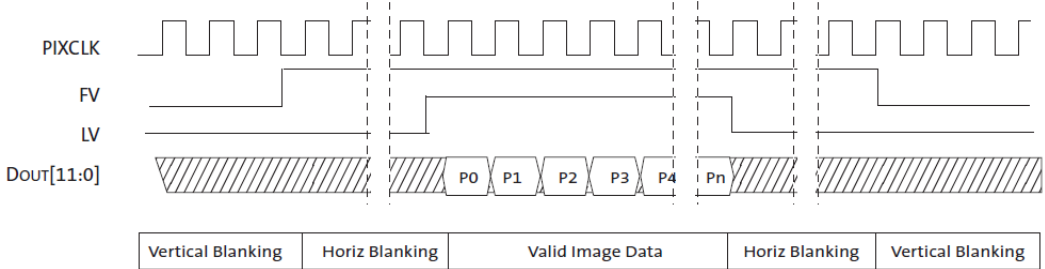 PIXCLK
FV
LV
DOUT[11:0]
P0 P1 P2 P3 P4 Pn
Vertical Blanking Horiz Blanking Valid Image Data Horiz Blanking Vertical Blanking